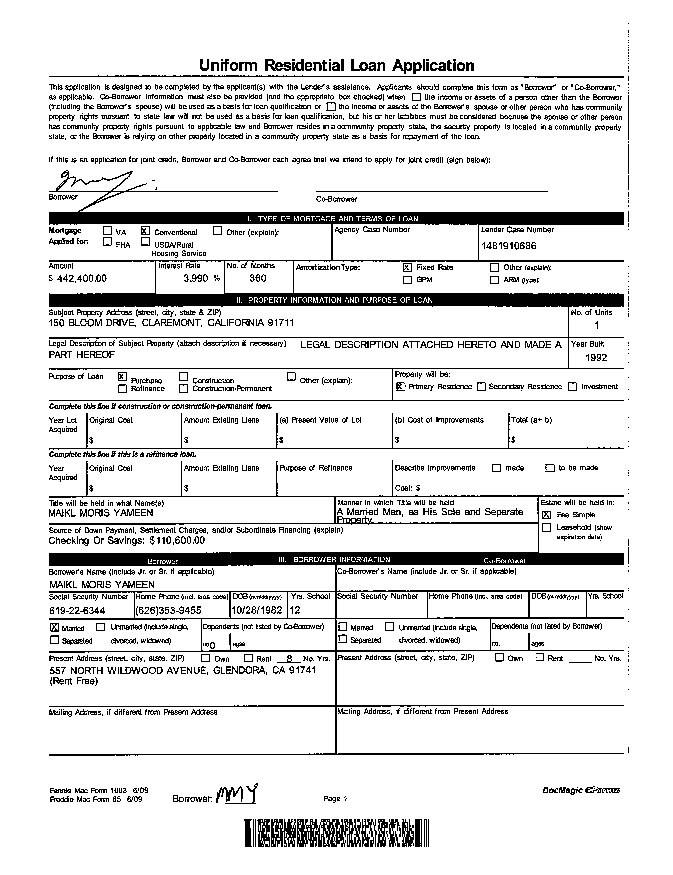 Uniform Residential Loan Application
This application is designed to be completed by the applicant(s) with the Lender's assistance. Applicants should complete this form as "Borrower" or "Co-Borrower,"
as applicable. Co-Borrower information must also be provided (and the appropriate box checked) when the income or assets of a person other than the Borrower
(including the Borrower's spouse) will be used as a basis for loan qualification or the income or assets of the Borrower's spouse or other person who has community
property rights pursuant to state law will not be used as a basis for loan qualification, but his or her liabilities must be considered because the spouse or other person
has community property rights pursuant to applicable law and Borrower resides in a community property state, the security property is located in a community property
state, or the Borrower is relying on other property located in a community property state as a basis for repayment of the loan.
If this is an application for joint credit, Borrower and Co-Borrower each agree that we intend to apply for joint credit (sign below):
Borrower Co-Borrower
I. TYPE OF MORTGAGE AND TERMS OF LOAN
Mortgage VA X Conventional Other (explain): Agency Case Number Lender Case Number
Applied for: FHA USDA/Rural 1481910686
Housing Service
Amount Interest Rate No. of Months Amortization Type: X Fixed Rate Other (explain):
$ 442,400.00 3.990 % 360 GPM ARM (type):
II. PROPERTY INFORMATION AND PURPOSE OF LOAN
Subject Property Address (street, city, state & ZIP) No. of Units
150 BLOOM DRIVE, CLAREMONT, CALIFORNIA 91711 1
Legal Description of Subject Property (attach description if necessary) LEGAL DESCRIPTION ATTACHED HERETO AND MADE A Year Built
PART HEREOF 1992
Purpose of Loan X Purchase Construction Other (explain): Property will be:
Refinance Construction-Permanent X Primary Residence Secondary Residence Investment
Complete this line if construction or construction-permanent loan.
Year Lot Original Cost Amount Existing Liens (a) Present Value of Lot (b) Cost of Improvements Total (a+ b)
Acquired
$ $ $ $ $
Complete this line if this is a refinance loan.
Year Original Cost Amount Existing Liens Purpose of Refinance Describe Improvements made to be made
Acquired
$ $ Cost: $
Title will be held in what Name(s) Manner in which Title will be held Estate will be held in:
MAIKL MORIS YAMEEN A Married Man, as His Sole and Separate Property. X Fee Simple
Source of Down Payment, Settlement Charges, and/or Subordinate Financing (explain) Leasehold (show
Checking Or Savings: $110,600.00 expiration date)
Borrower III. BORROWER INFORMATION Co-Borrower
Borrower's Name (include Jr. or Sr. if applicable) Co-Borrower's Name (include Jr. or Sr. if applicable)
MAIKL MORIS YAMEEN
Social Security Number Home Phone (incl. area code) DOB (mm/dd/yyyy) Yrs. School Social Security Number Home Phone (incl. area code) DOB (mm/dd/yyyy) Yrs. School
619-22-6344 (626)353-9455 10/28/1982 12
X Married Unmarried (include single, Dependents (not listed by Co-Borrower) Married Unmarried (include single, Dependents (not listed by Borrower)
Separated divorced, widowed) no. 0 ages Separated divorced, widowed) no. ages
Present Address (street, city, state, ZIP) Own Rent 8 No. Yrs. Present Address (street, city, state, ZIP) Own Rent No. Yrs.
557 NORTH WILDWOOD AVENUE, GLENDORA, CA 91741
(Rent Free)
Mailing Address, if different from Present Address Mailing Address, if different from Present Address
Fannie Mae Form 1003 6/09
Freddie Mac Form 65 6/09 Borrower: MMY Page 1
DocMagic